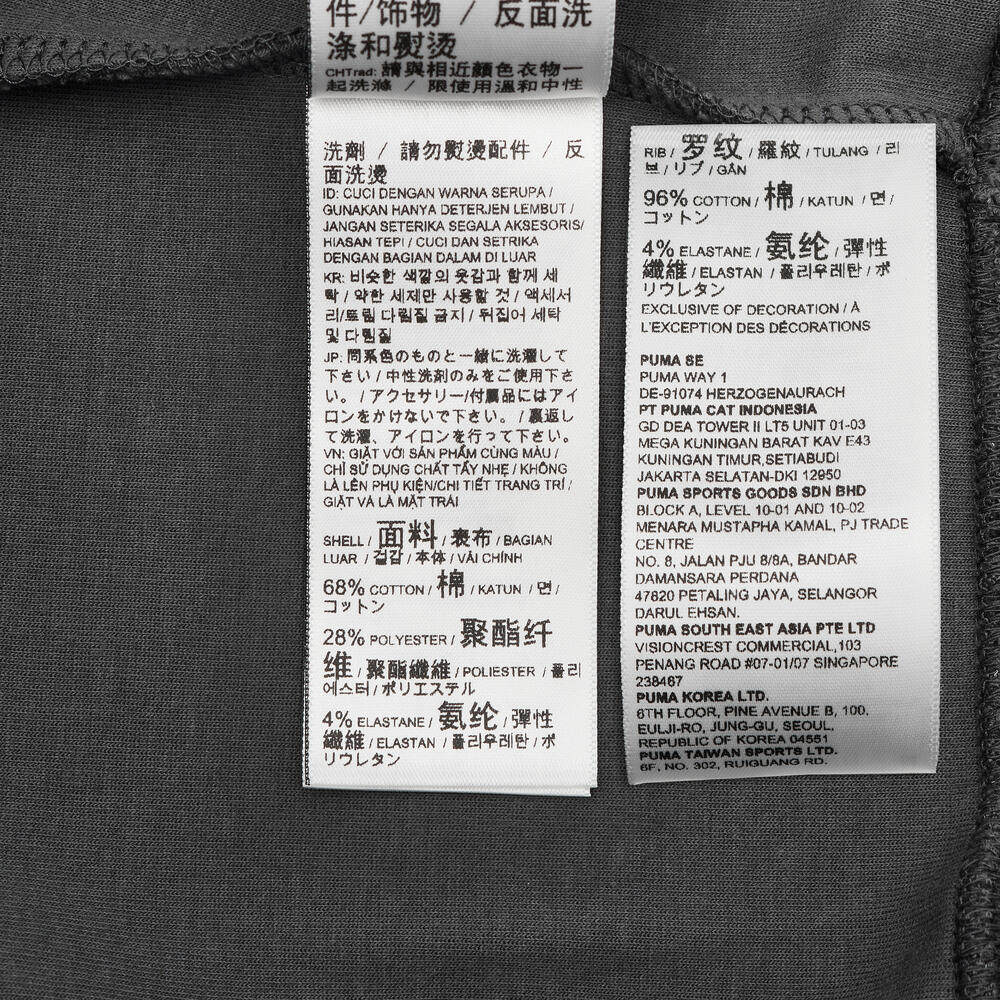 件/饰物 / 反面洗
涤和熨烫
CHTrad: 請與相近顏色衣物一
起洗滌 / 限使用溫和中性
洗劑 / 請勿熨燙配件 / 反
面洗燙
ID: CUCI DENGAN WARNA SERUPA /
GUNAKAN HANYA DETERJEN LEMBUT /
JANGAN SETERIKA SEGALA AKSESORIS/
HIASAN TEPI / CUCI DAN SETRIKA
DENGAN BAGIAN DALAM DI LUAR
KR: 비슷한 색깔의 옷감과 함께 세
탁 / 약한 세제만 사용할 것 / 액세서
리/트림 다림질 금지 / 뒤집어 세탁
및 다림질
JP: 同系色のものと一緒に洗濯して
下さい / 中性洗剤のみをご使用下さ
い。 / アクセサリー/付属品にはアイ
ロンをかけないで下さい。 / 裏返し
て洗濯、アイロンを行って下さい。
VN: GIẶT VỚI SẢN PHẨM CÙNG MÀU /
CHỈ SỬ DỤNG CHẤT TẨY NHẸ / KHÔNG
LÀ LÊN PHỤ KIỆN/CHI TIẾT TRANG TRÍ /
GIẶT VÀ LÀ MẶT TRÁI
SHELL / 面料 / 表布 / BAGIAN
LUAR / 겉감 / 本体 / VẢI CHÍNH
68% COTTON / 棉 / KATUN / 면 /
コットン
28% POLYESTER / 聚酯纤
维 / 聚酯纖維 / POLIESTER / 폴리
에스터 / ポリエステル
4% ELASTANE / 氨纶 / 彈性
纖維 / ELASTAN / 폴리우레탄 / ポ
リウレタン
RIB / 罗纹 / 羅紋 / TULANG / 리
브 / リブ / GÂN
96% COTTON / 棉 / KATUN / 면 /
コットン
4% ELASTANE / 氨纶 / 彈性
纖維 / ELASTAN / 폴리우레탄 / ポ
リウレタン
EXCLUSIVE OF DECORATION / À
L'EXCEPTION DES DÉCORATIONS
PUMA SE
PUMA WAY 1
DE-91074 HERZOGENAURACH
PT PUMA CAT INDONESIA
GD DEA TOWER II LT5 UNIT 01-03
MEGA KUNINGAN BARAT KAV E43
KUNINGAN TIMUR,SETIABUDI
JAKARTA SELATAN-DKI 12950
PUMA SPORTS GOODS SDN BHD
BLOCK A, LEVEL 10-01 AND 10-02
MENARA MUSTAPHA KAMAL, PJ TRADE
CENTRE
NO. 8, JALAN PJU 8/8A, BANDAR
DAMANSARA PERDANA
47820 PETALING JAYA, SELANGOR
DARUL EHSAN.
PUMA SOUTH EAST ASIA PTE LTD
VISIONCREST COMMERCIAL,103
PENANG ROAD #07-01/07 SINGAPORE
238467
PUMA KOREA LTD.
6TH FLOOR, PINE AVENUE B, 100,
EULJI-RO, JUNG-GU, SEOUL,
REPUBLIC OF KOREA 04551
PUMA TAIWAN SPORTS LTD.
6F, NO. 302, RUIGUANG RD.